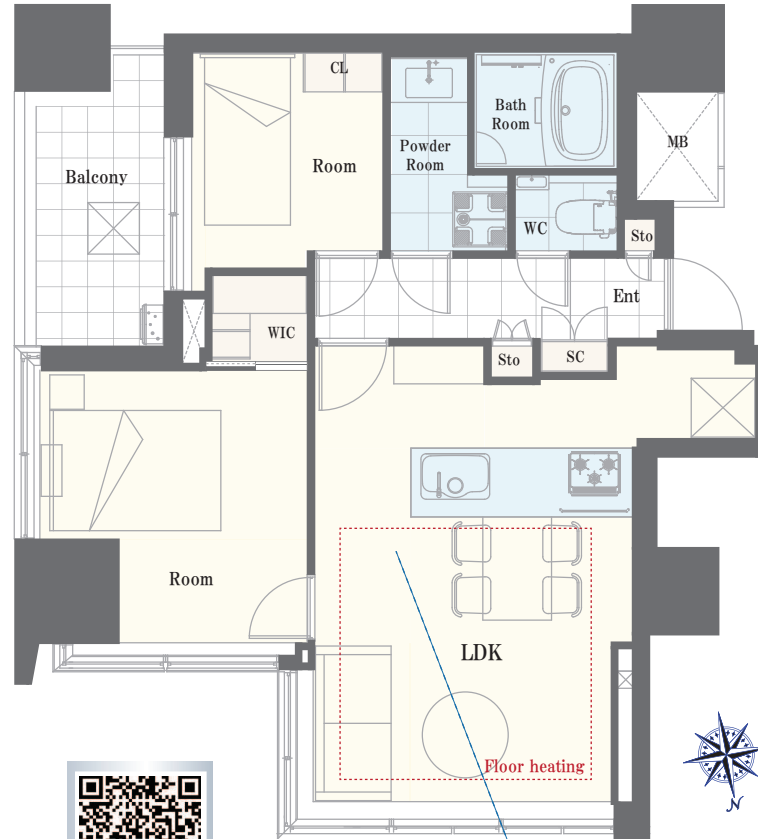 CL
Bath
Room
MB
Powder
Room
Room
Balcony
WC
Sto
Ent
WIC
Sto
SC
Room
LDK
Floor heating
N